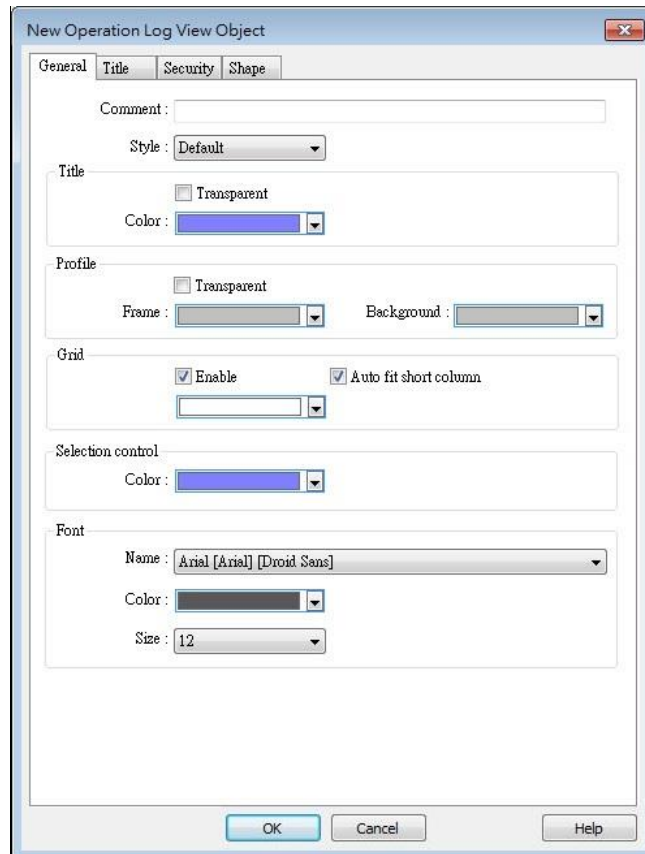 New Operation Log View Object
General Title Security Shape
Comment :
Style : Default
Title
Transparent
Color :
Profile
Transparent
Frame : Background :
Grid
Enable Auto fit short column
Selection control
Color :
Font
Name : Arial [Arial] [Droid Sans]
Color :
Size : 12
OK Cancel Help